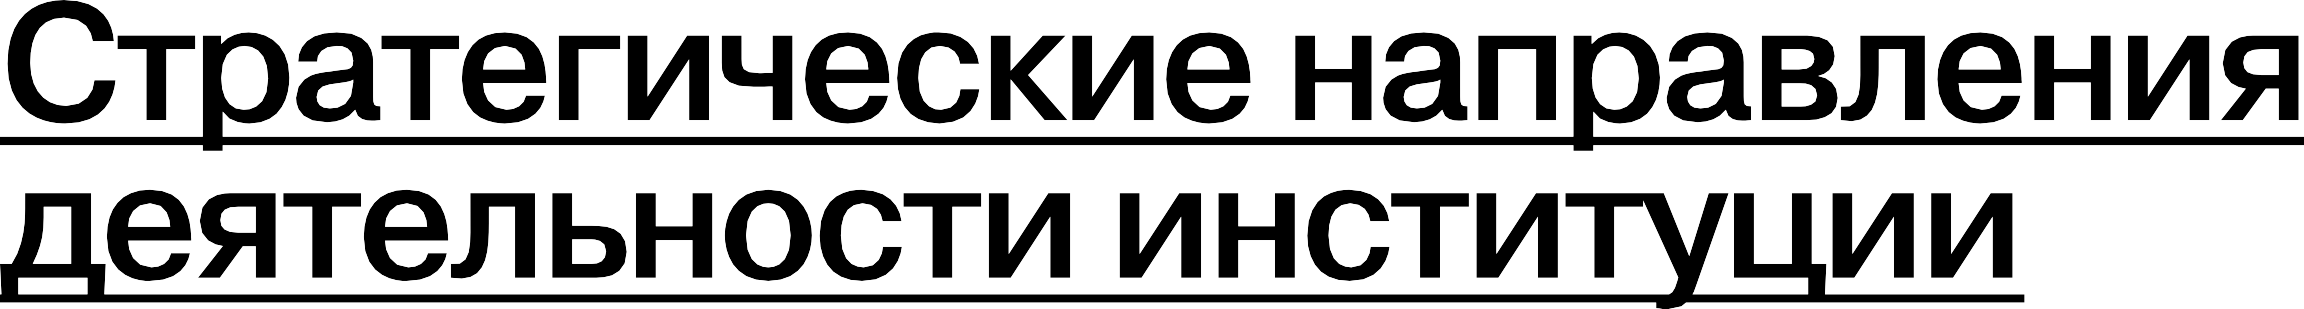 Стратегические направления
деятельности институции